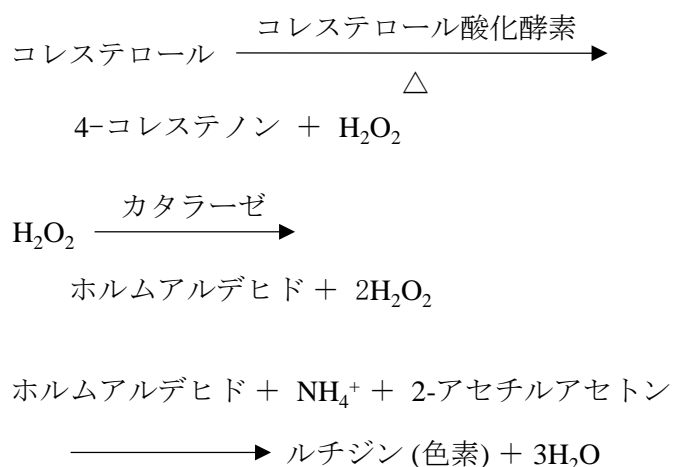 コレステロール酸化酵素
コレステロール
△
4-コレステノン + H₂O₂
カタラーゼ
H₂O₂
ホルムアルデヒド + 2H₂O₂
ホルムアルデヒド + NH₄⁺ + 2-アセチルアセトン
ルチジン (色素) + 3H₂O